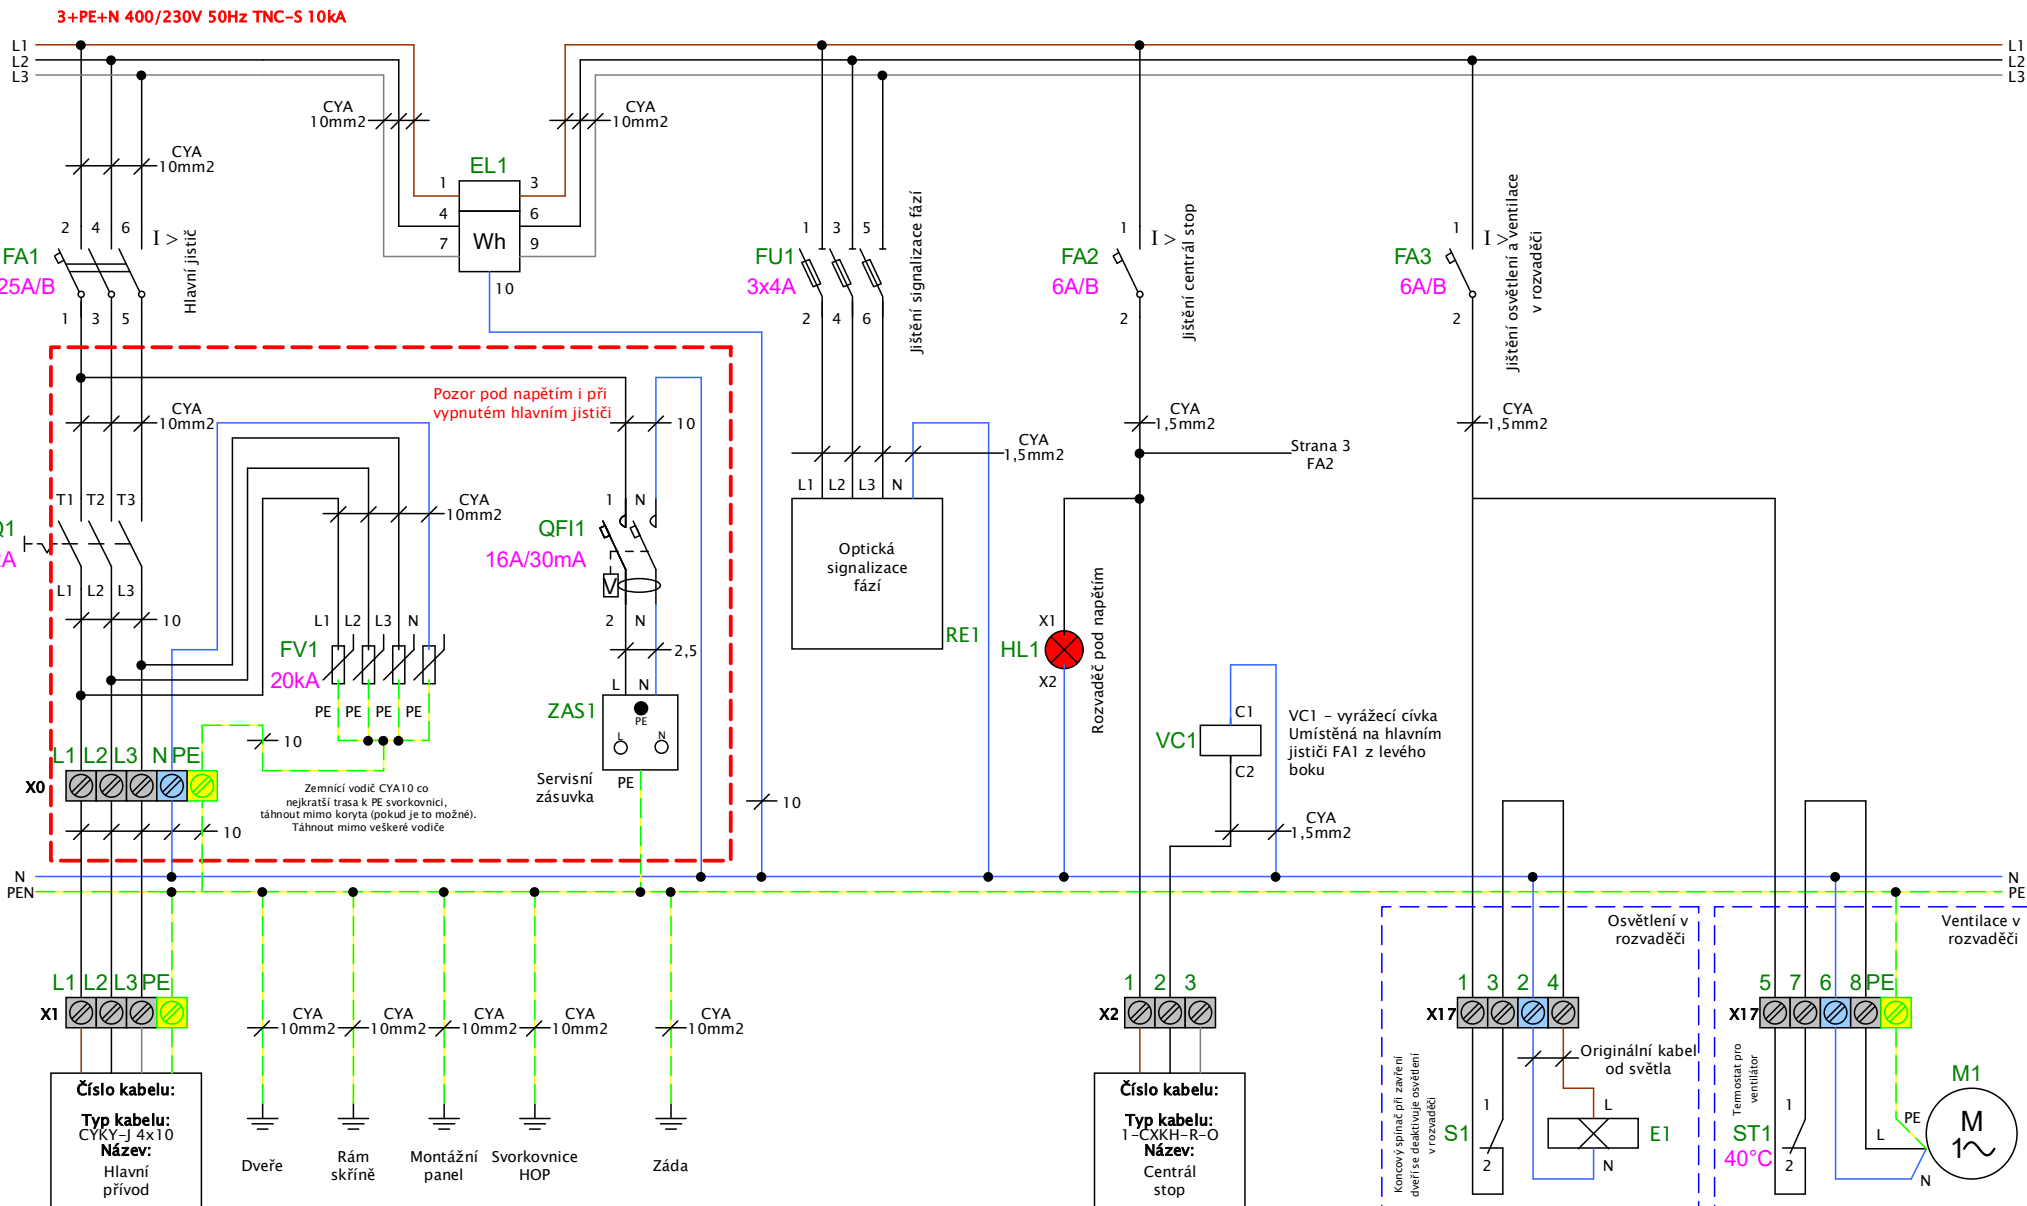 3+PE+N 400/230V 50Hz TNC-S 10kA
L1
L2
L3
L1
L2
L3
CYA
10mm2
CYA
10mm2
CYA
10mm2
EL1
1
3
4
6
7
9
Wh
10
2
4
6
I >
Hlavní jistič
FA1
25A/B
1
3
5
FU1
3x4A
1
3
5
2
4
6
Jištění signalizace fází
FA2
6A/B
1
I >
2
Jištění centrál stop
FA3
6A/B
1
I >
2
Jištění osvětlení a ventilace
v rozvaděči
Pozor pod napětím i při
vypnutém hlavním jističi
CYA
10mm2
10
CYA
1,5mm2
CYA
1,5mm2
CYA
1,5mm2
Strana 3
FA2
T1
T2
T3
L1
L2
L3
10
CYA
10mm2
QFI1
16A/30mA
1
N
V
2
N
2,5
L1
L2
L3
N
Optická
signalizace
fází
RE1
L1
L2
L3
N
FV1
20kA
PE
PE
PE
PE
10
HL1
X1
X2
Rozvaděč pod napětím
ZAS1
L
N
PE
L
N
PE
Servisní
zásuvka
VC1
C1
C2
VC1 - vyrážecí cívka
Umístěná na hlavním
jističi FA1 z levého
boku
CYA
1,5mm2
L1
L2
L3
N
PE
X0
10
Zemnící vodič CYA10 co
nejkratší trasa k PE svorkovnici,
táhnout mimo koryta (pokud je to možné).
Táhnout mimo veškeré vodiče
10
N
PEN
N
PE
L1
L2
L3
PE
X1
CYA
10mm2
CYA
10mm2
CYA
10mm2
CYA
10mm2
CYA
10mm2
Číslo kabelu:
Typ kabelu:
CYKY-J 4x10
Název:
Hlavní
přívod
Dveře
Rám
skříně
Montážní
panel
Svorkovnice
HOP
Záda
1
2
3
X2
Číslo kabelu:
Typ kabelu:
1-CXKH-R-O
Název:
Centrál
stop
Osvětlení v
rozvaděči
1
3
2
4
X17
Originální kabel
od světla
Koncový spínač při zavření
dveří se deaktivuje osvětlení
v rozvaděči
S1
1
2
L
E1
N
Ventilace v
rozvaděči
5
7
6
8
PE
X17
Termostat pro
ventilátor
ST1
40°C
1
2
M1
PE
L
N
M
1~